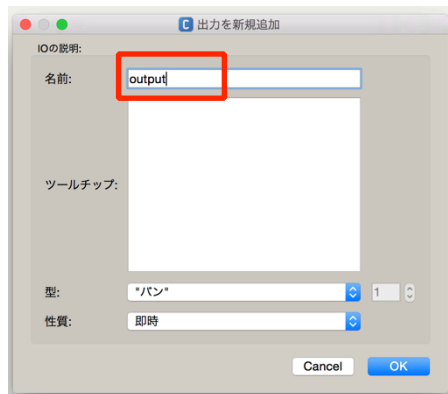 出力を新規追加
IOの説明:
名前:
output
ツールチップ:
型:
"バン"
1
性質:
即時
Cancel
OK